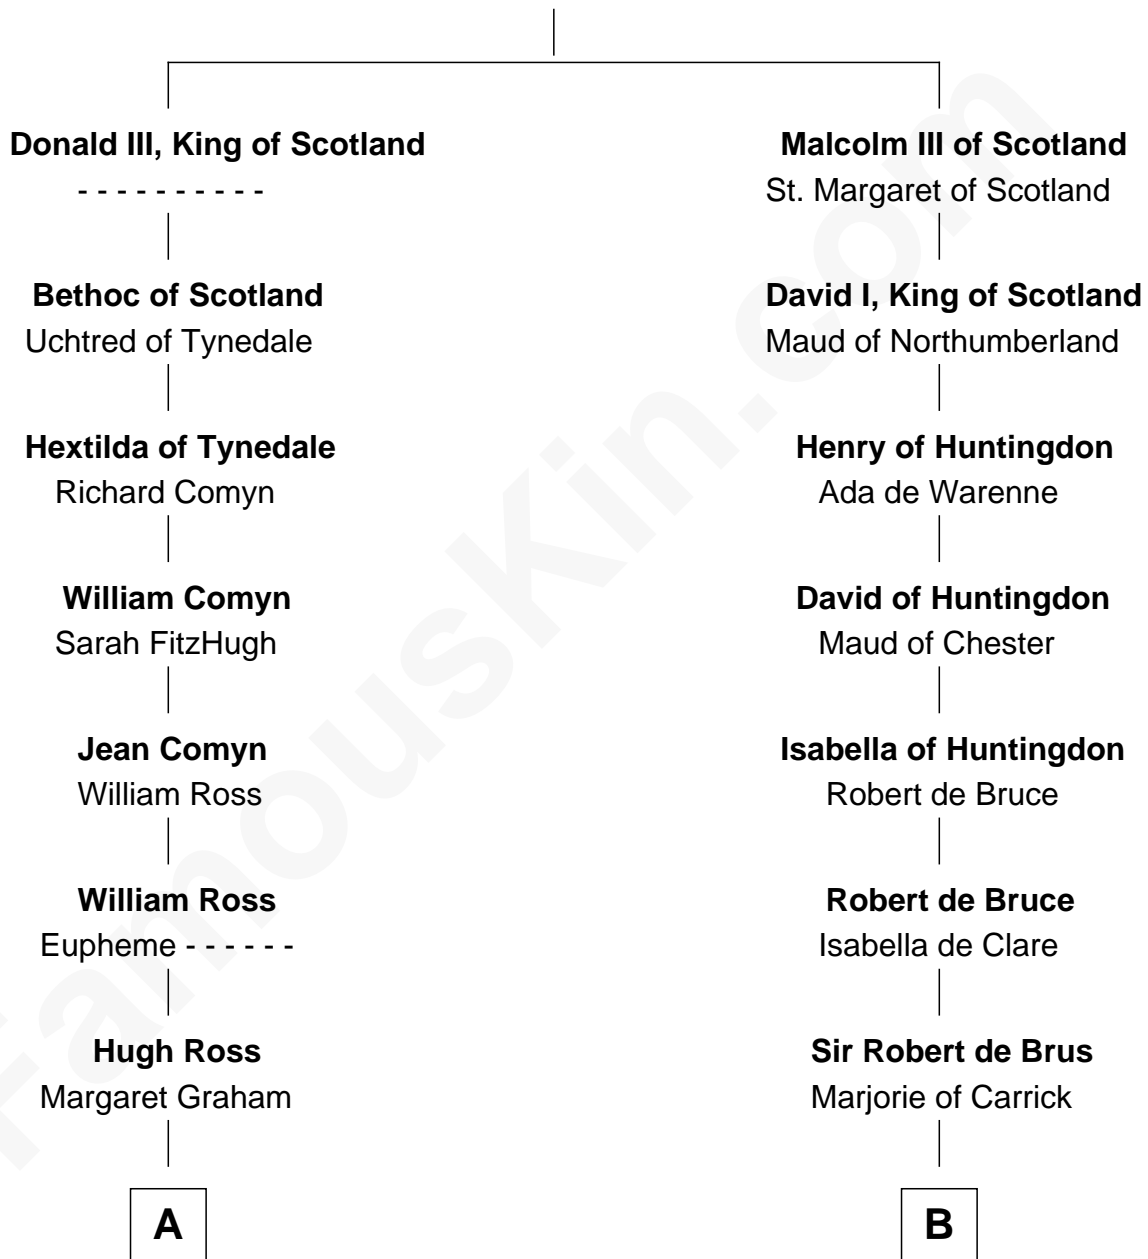 Donald III, King of Scotland
- - - - - - - - - -
Bethoc of Scotland
Uchtred of Tynedale
Hextilda of Tynedale
Richard Comyn
William Comyn
Sarah FitzHugh
Jean Comyn
William Ross
William Ross
Eupheme - - - - - -
Hugh Ross
Margaret Graham
A
Malcolm III of Scotland
St. Margaret of Scotland
David I, King of Scotland
Maud of Northumberland
Henry of Huntingdon
Ada de Warenne
David of Huntingdon
Maud of Chester
Isabella of Huntingdon
Robert de Bruce
Robert de Bruce
Isabella de Clare
Sir Robert de Brus
Marjorie of Carrick
B
FamousKin.com